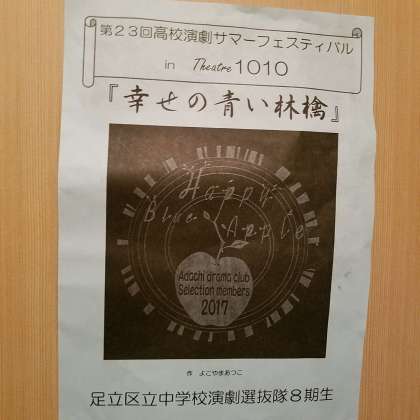 第23回高校演劇サマーフェスティバル
in Theatre 1010
『幸せの青い林檎』
Happy
Blue Apple
Adachi drama club
Selection members
2017
作 よこやまあつこ
足立区立中学校演劇選抜隊8期生